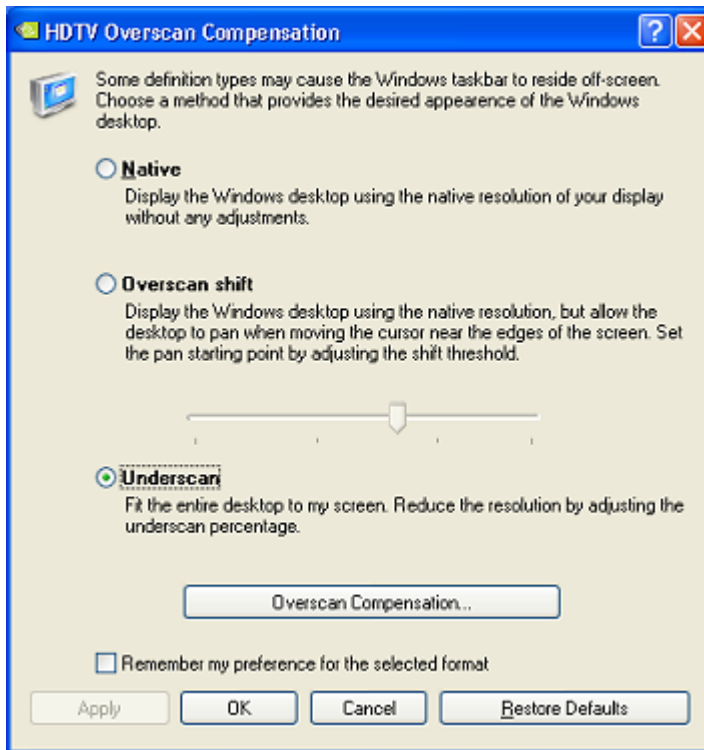 HDTV Overscan Compensation
Some definition types may cause the Windows taskbar to reside off-screen.
Choose a method that provides the desired appearence of the Windows
desktop.
Native
Display the Windows desktop using the native resolution of your display
without any adjustments.
Overscan shift
Display the Windows desktop using the native resolution, but allow the
desktop to pan when moving the cursor near the edges of the screen. Set
the pan starting point by adjusting the shift threshold.
Underscan
Fit the entire desktop to my screen. Reduce the resolution by adjusting the
underscan percentage.
Overscan Compensation...
Remember my preference for the selected format
Apply OK Cancel Restore Defaults